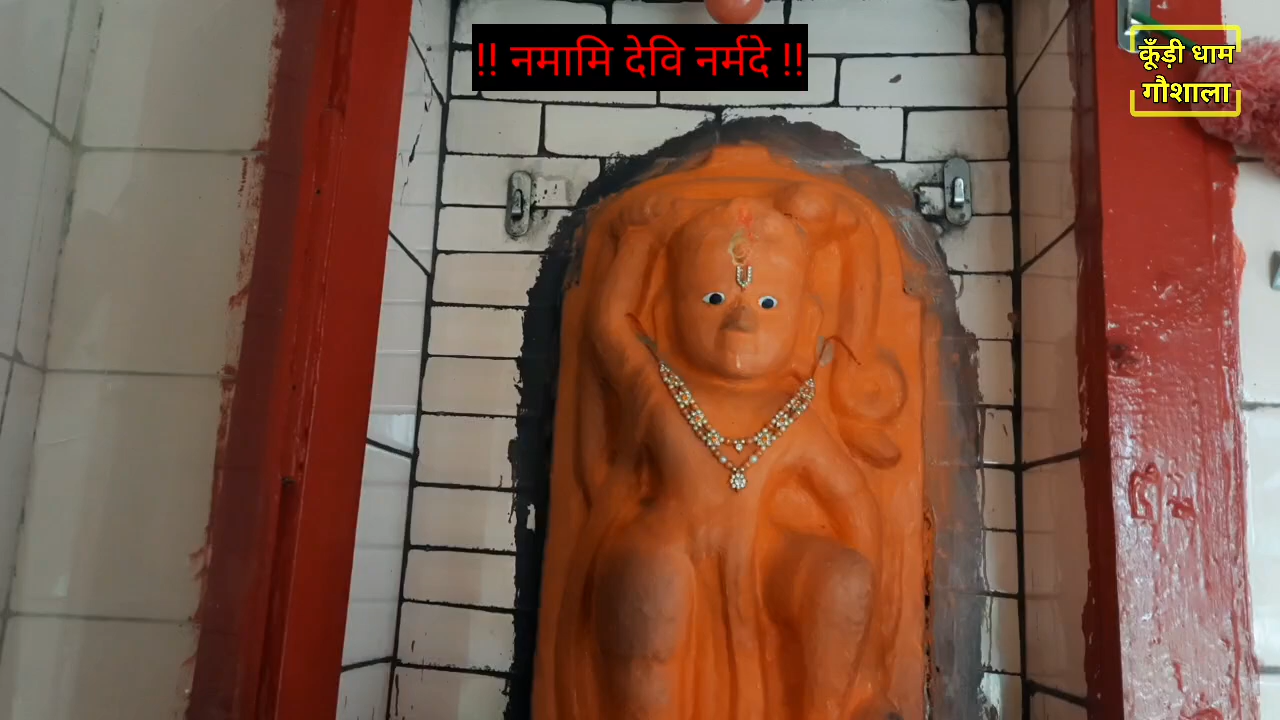 !! नमामि देवि नर्मदे !!
कूँड़ी धाम
गौशाला